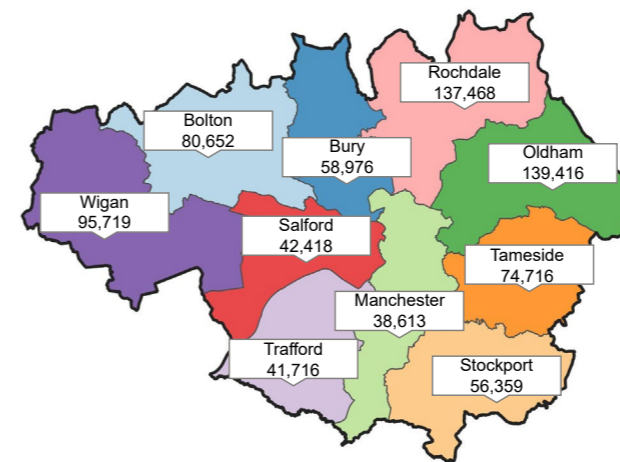 Rochdale
137,468
Bolton
80,652
Bury
58,976
Oldham
139,416
Wigan
95,719
Salford
42,418
Tameside
74,716
Manchester
38,613
Trafford
41,716
Stockport
56,359